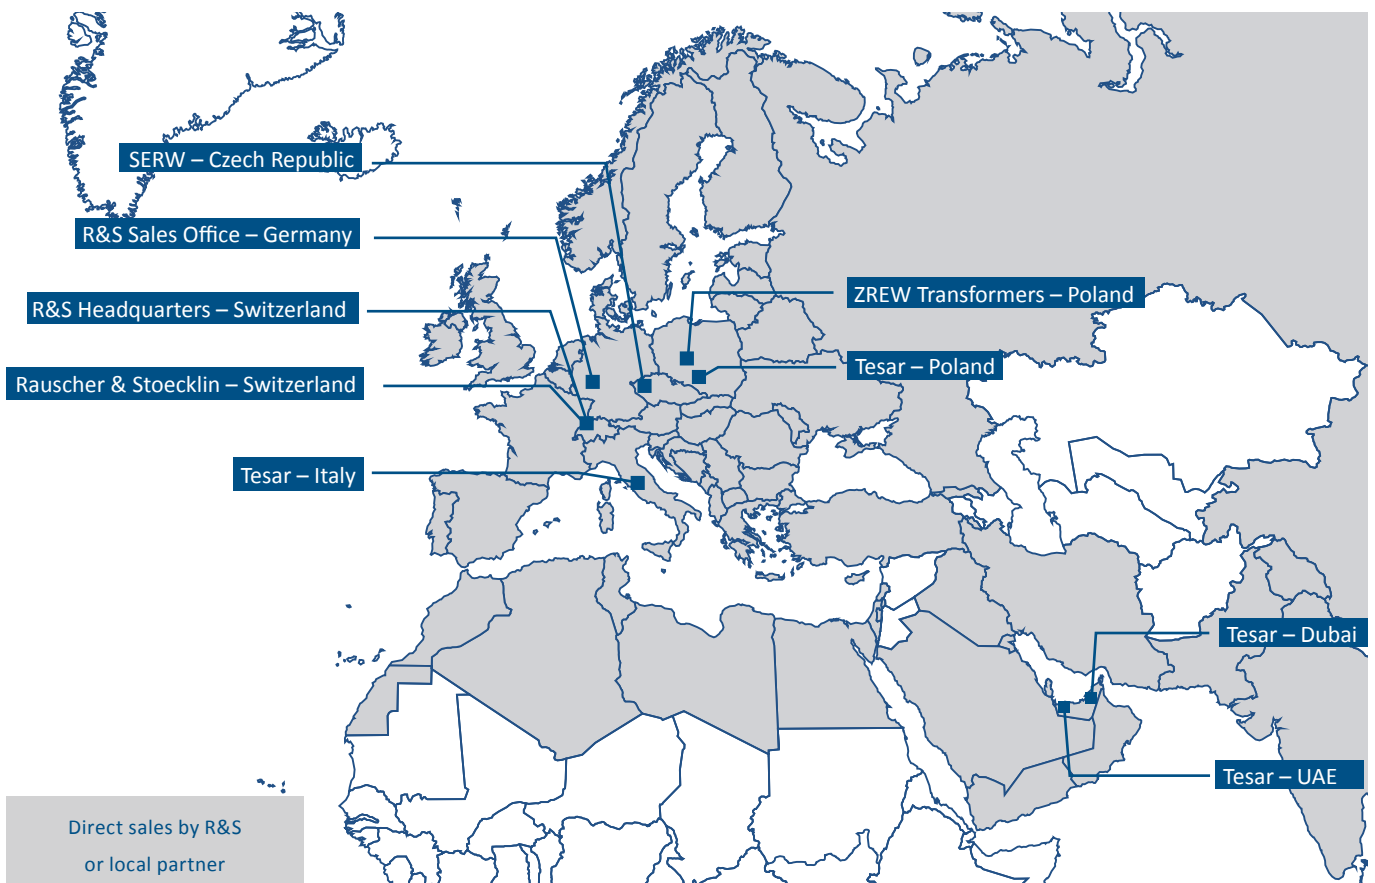 SERW – Czech Republic
R&S Sales Office – Germany
R&S Headquarters – Switzerland
Rauscher & Stoecklin – Switzerland
Tesar – Italy
ZREW Transformers – Poland
Tesar – Poland
Tesar – Dubai
Tesar – UAE
Direct sales by R&S
or local partner